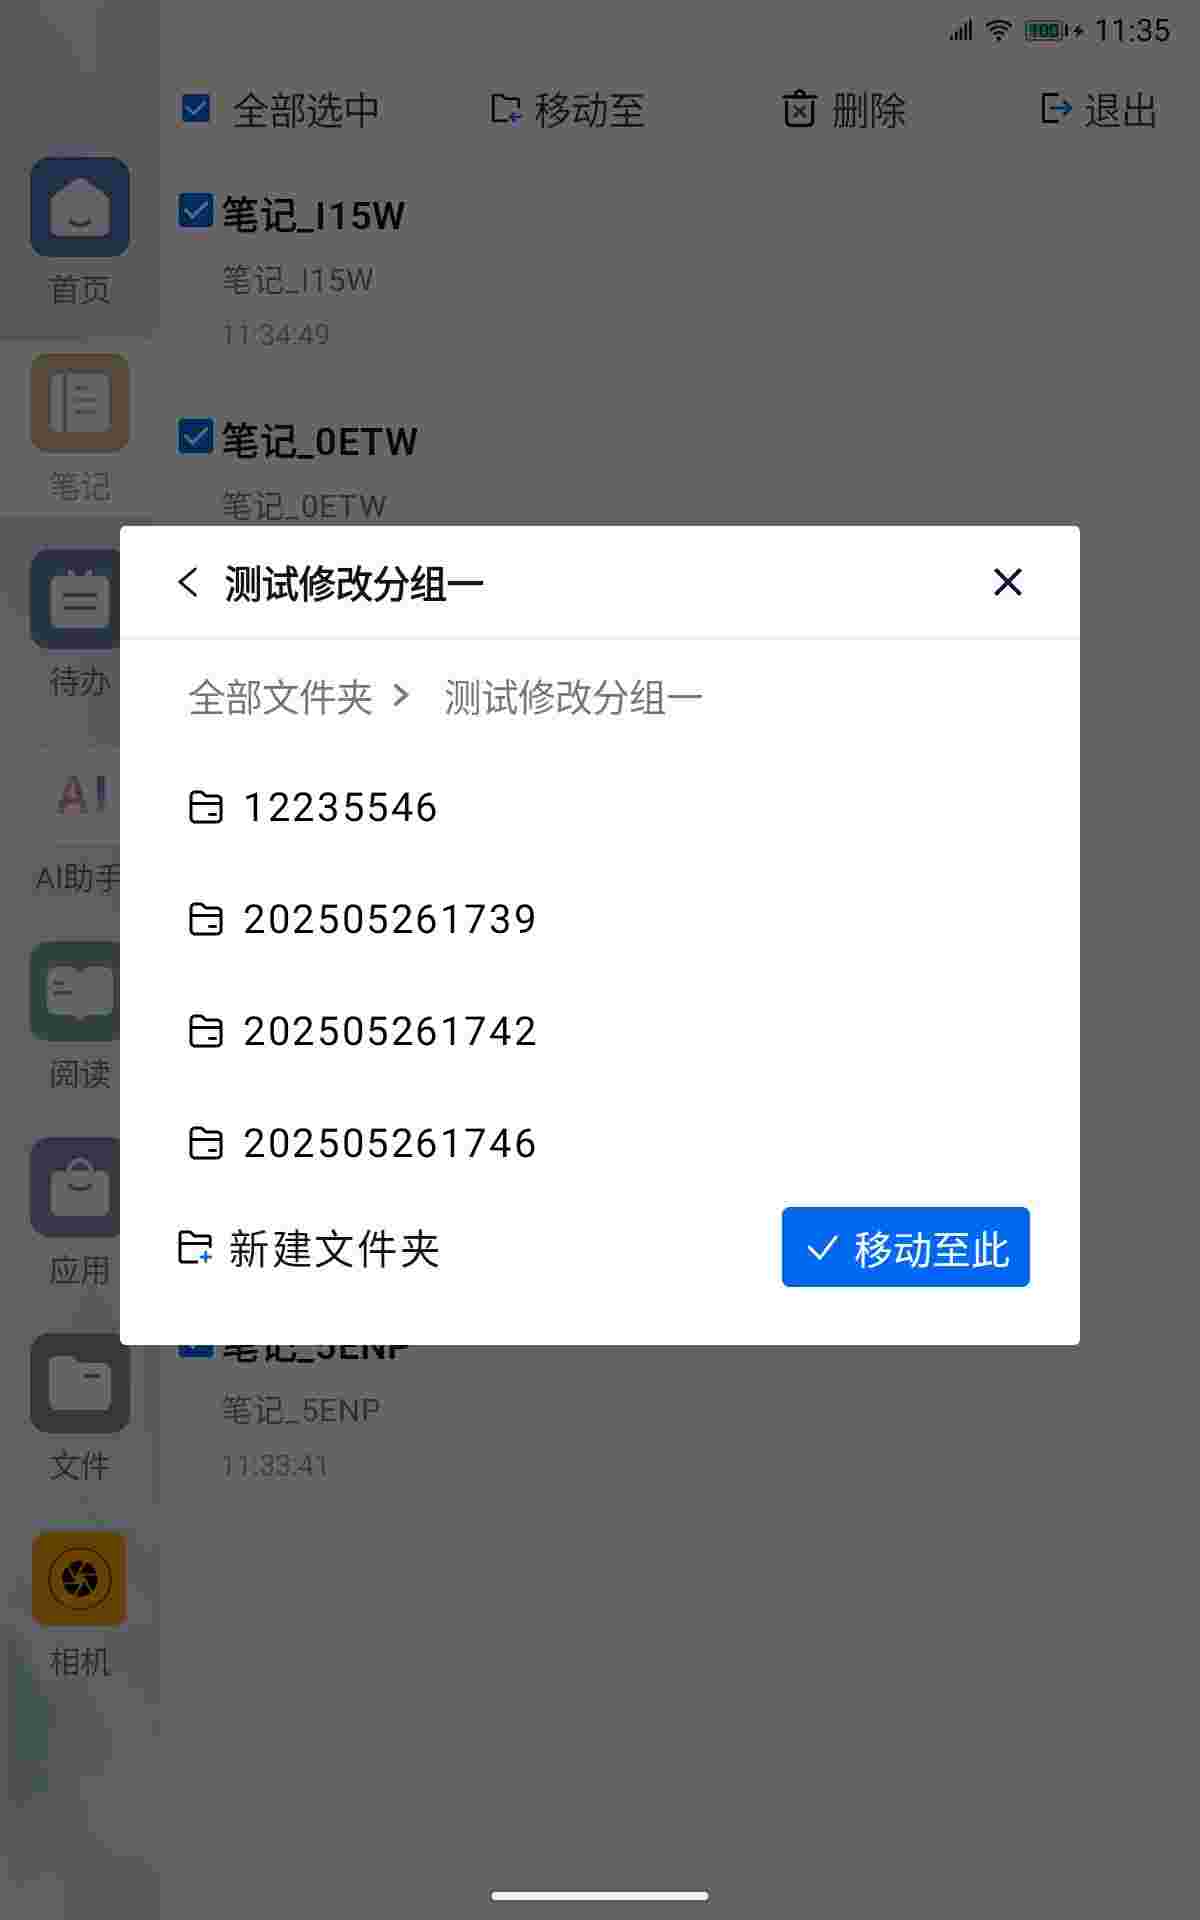 100 11:35
全部选中 移动至 删除 退出
首页
笔记
待办
AI
AI助手
阅读
应用
文件
相机
笔记_I15W
笔记_I15W
11:34:49
笔记_0ETW
笔记_0ETW
测试修改分组一
全部文件夹 > 测试修改分组一
12235546
202505261739
202505261742
202505261746
新建文件夹 移动至此
笔记_5ENP
笔记_5ENP
11:33:41